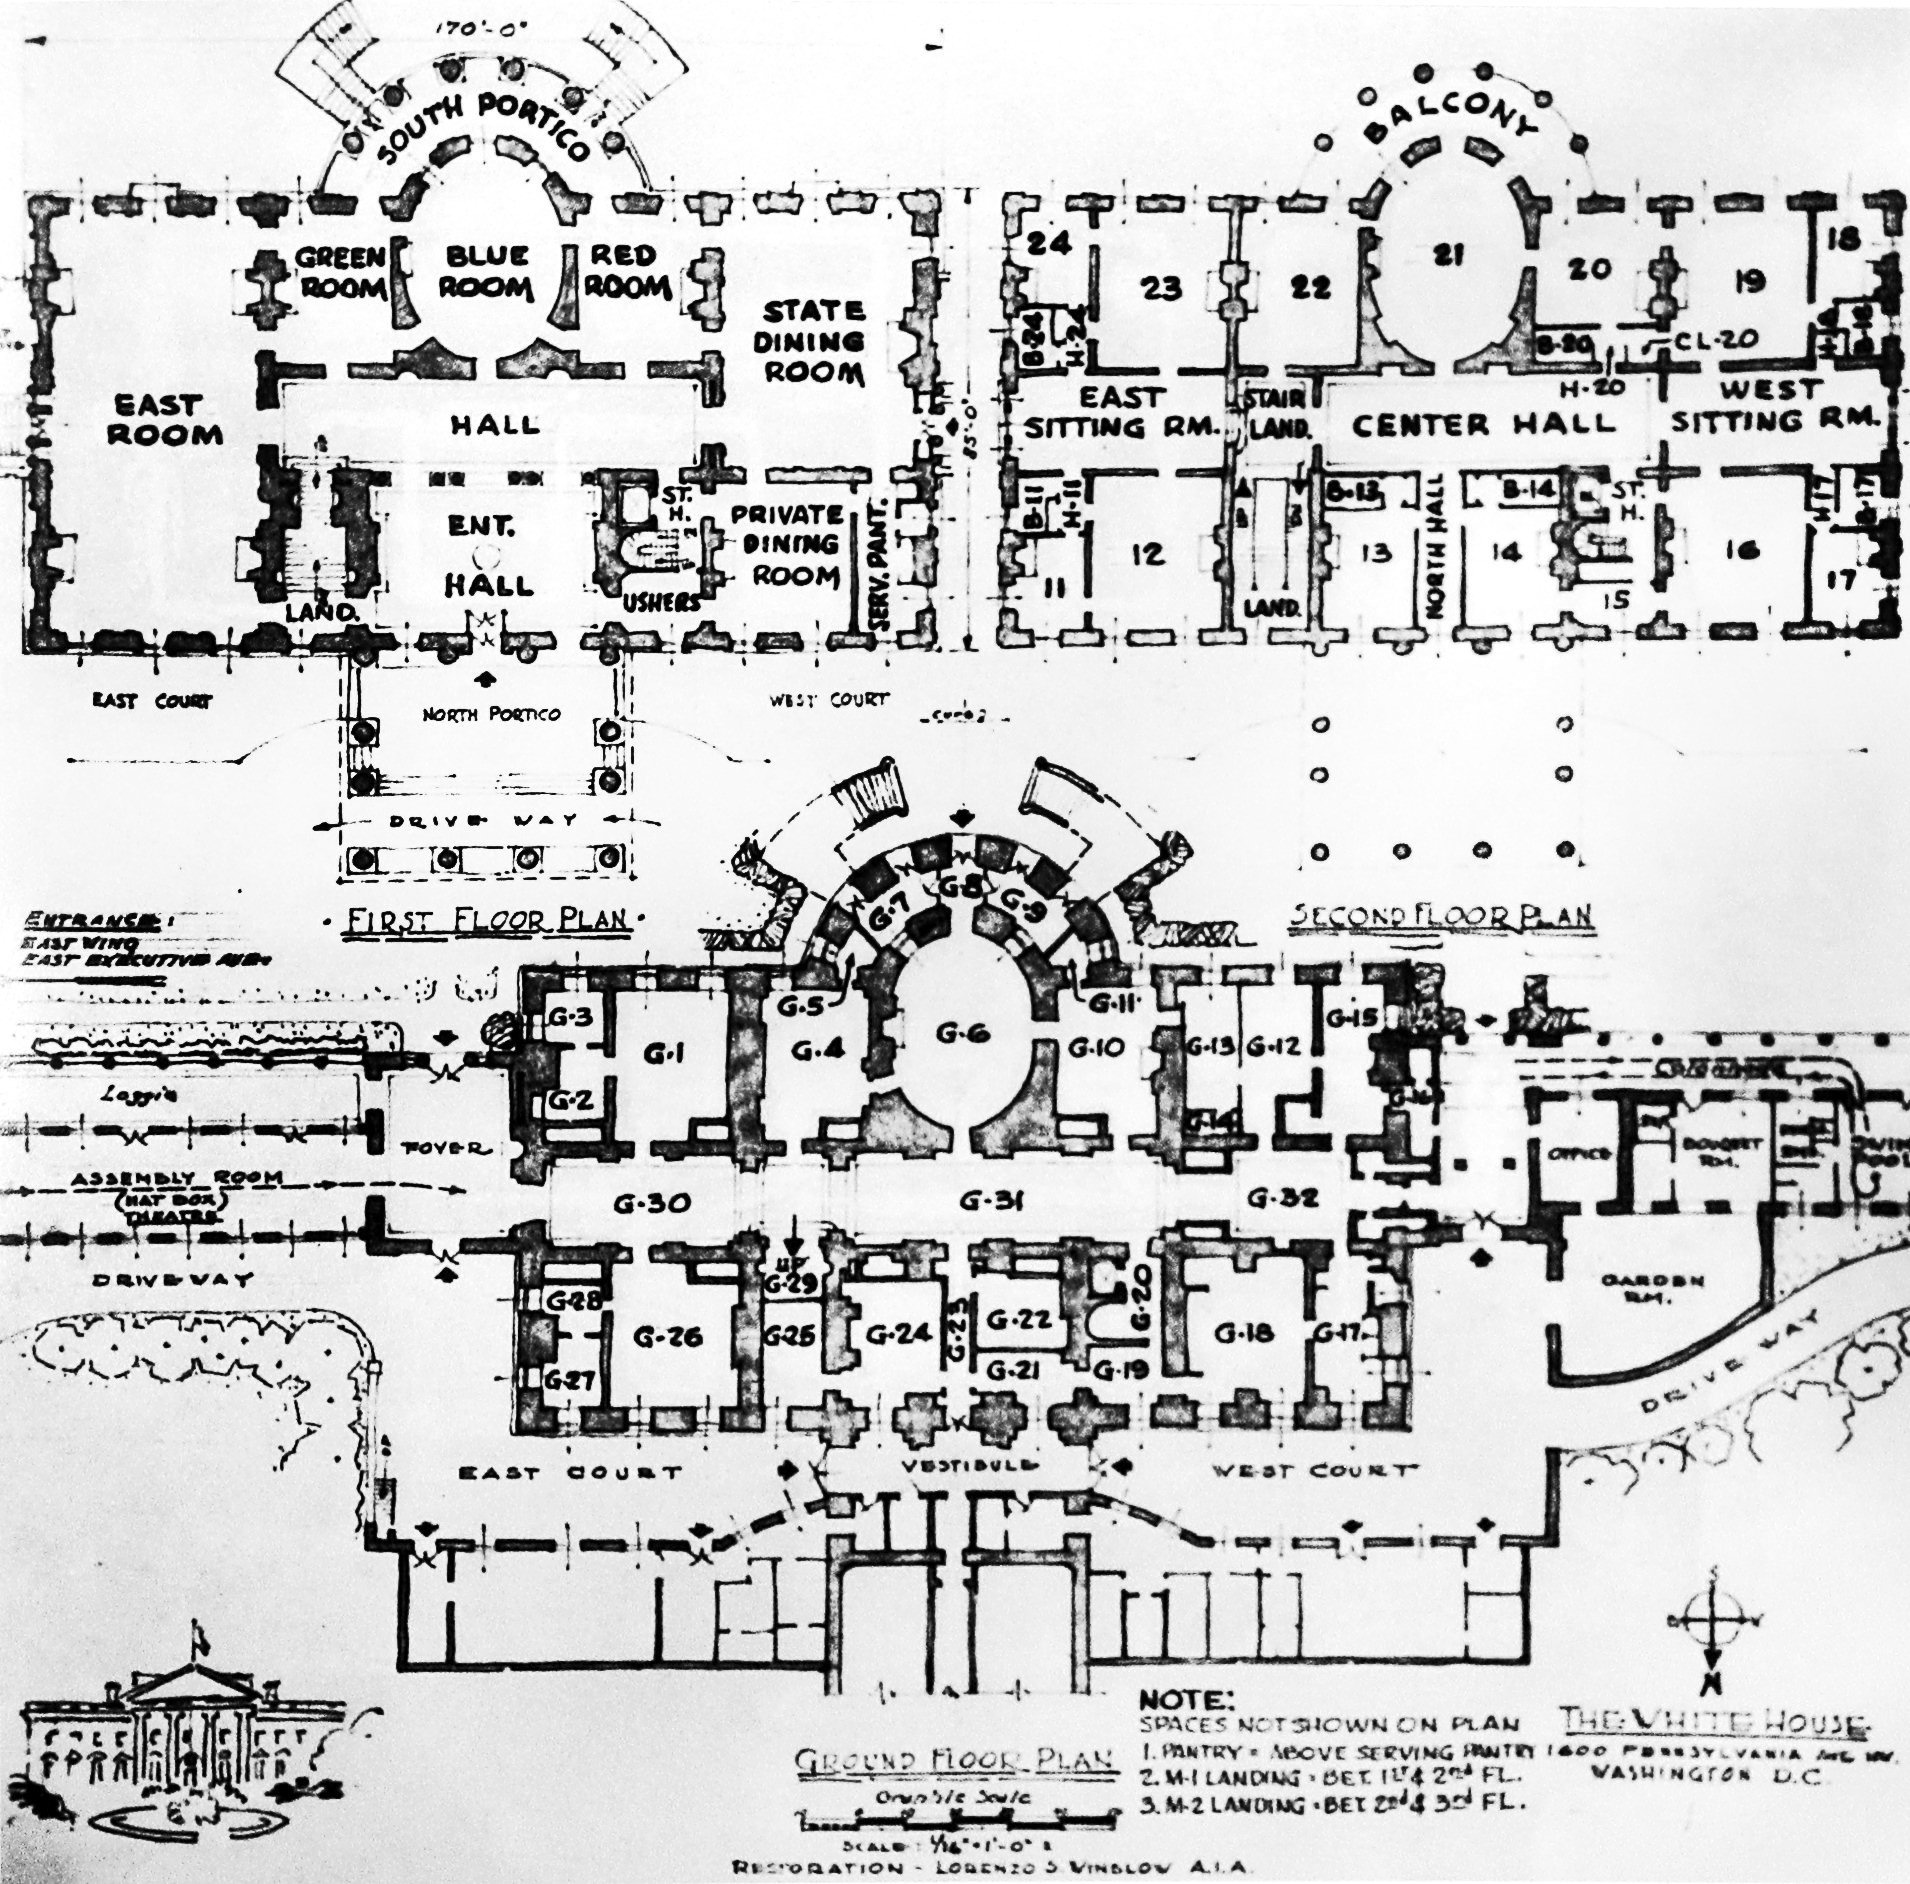 170'-0"
SOUTH PORTICO
GREEN ROOM
BLUE ROOM
RED ROOM
STATE
DINING
ROOM
EAST
ROOM
HALL
ENT.
HALL
ST.
H.
PRIVATE
DINING
ROOM
SERV. PANT.
USHERS
LAND.
85'-0"
EAST COURT
NORTH PORTICO
WEST COURT
DRIVE WAY
FIRST FLOOR PLAN
BALCONY
24
23
22
21
20
19
18
B-24
H-24
B-20
CL-20
H-20
H-18
B-18
EAST
SITTING RM.
STAIR
LAND.
CENTER HALL
WEST
SITTING RM.
B-11
H-11
B-13
NORTH HALL
B-14
ST.
H.
H-17
B-17
11
12
LAND.
13
14
15
16
17
SECOND FLOOR PLAN
ENTRANCE:
EAST WING
EAST EXECUTIVE AVE.
G-7
G-8
G-9
G-3
G-1
G-5
G-4
G-6
G-11
G-10
G-13
G-12
G-15
G-2
G-14
G-16
Loggia
FOYER
ASSEMBLY ROOM
(HAT BOX)
THEATRE
DRIVEWAY
OFFICE
BOUQUET
RM.
G-30
G-31
G-32
UP
G-29
G-28
G-26
G-25
G-24
G-23
G-22
G-20
G-18
G-17
G-27
G-21
G-19
GARDEN
RM.
DRIVE WAY
EAST COURT
VESTIBULE
WEST COURT
S
N
NOTE:
SPACES NOT SHOWN ON PLAN
1. PANTRY = ABOVE SERVING PANTRY
2. M-1 LANDING - BET. 1ST & 2nd FL.
3. M-2 LANDING - BET. 2nd & 3rd FL.
THE WHITE HOUSE
1600 PENNSYLVANIA AVE NW.
WASHINGTON D.C.
GROUND FLOOR PLAN
Graphic Scale
SCALE: 1/16"=1'-0"
RESTORATION - LORENZO S. WINSLOW A.I.A.